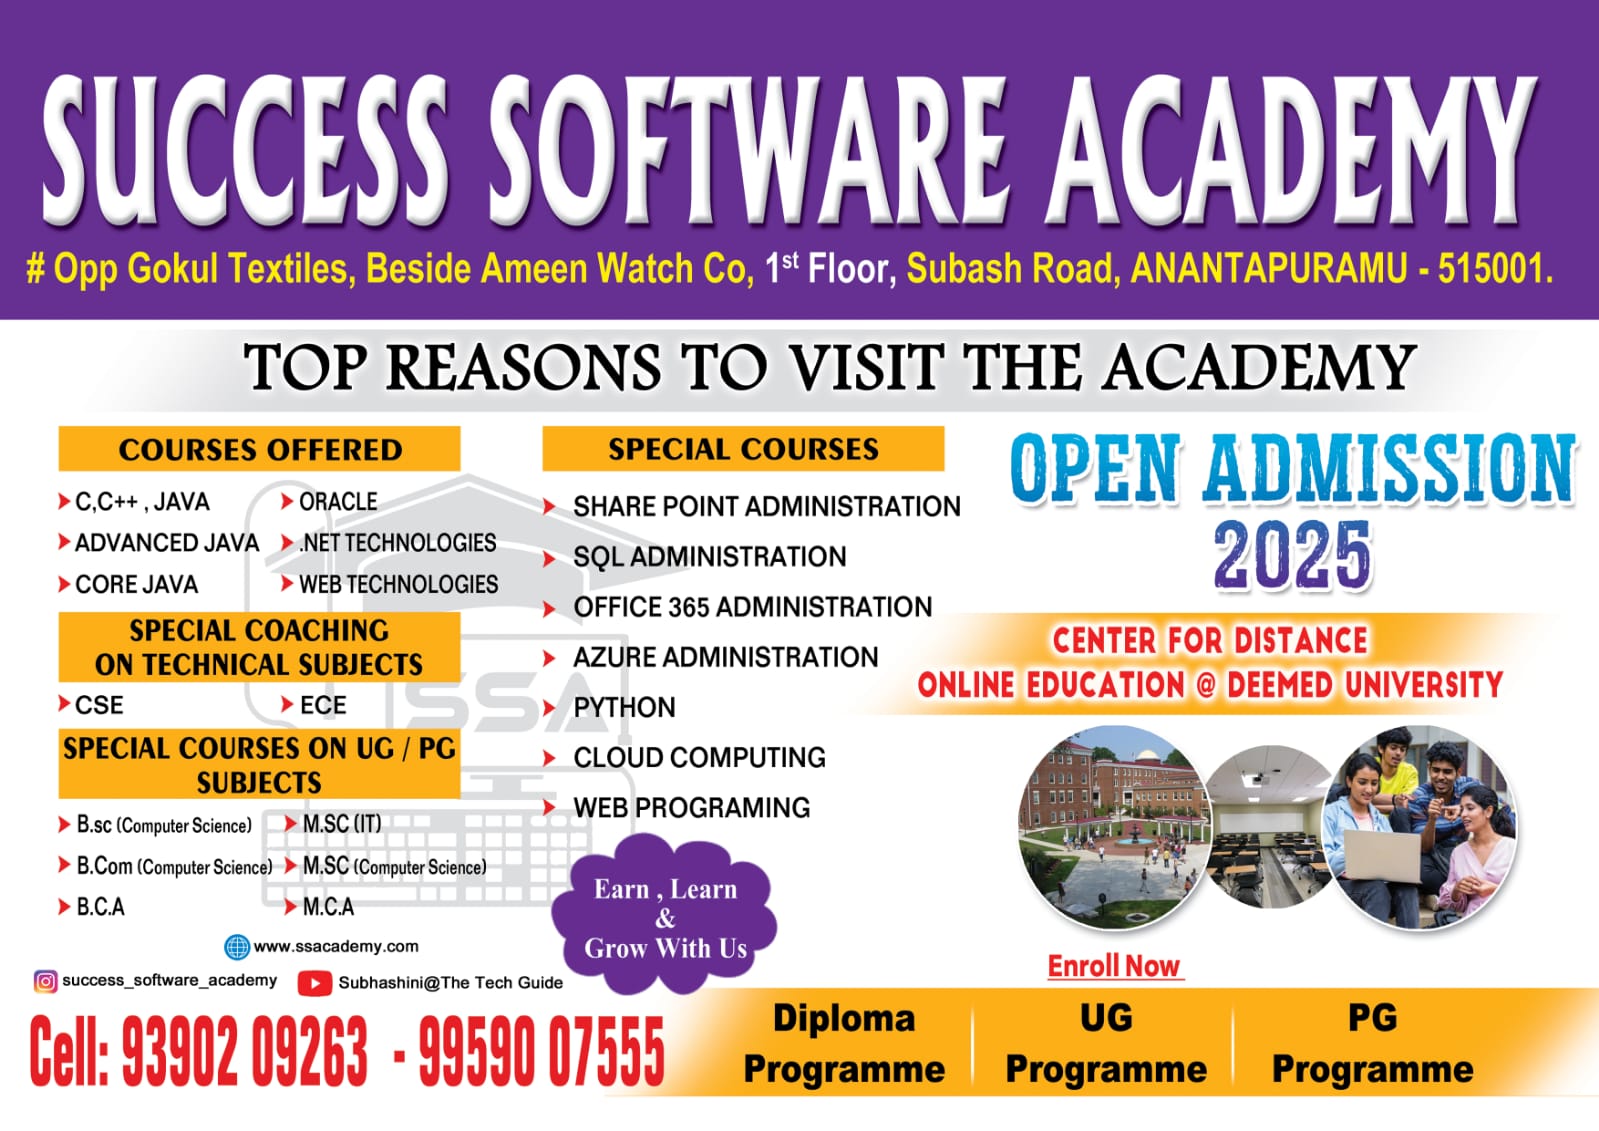 SUCCESS SOFTWARE ACADEMY
# Opp Gokul Textiles, Beside Ameen Watch Co, 1st Floor, Subash Road, ANANTAPURAMU - 515001.
TOP REASONS TO VISIT THE ACADEMY
COURSES OFFERED
C,C++ , JAVA
ORACLE
ADVANCED JAVA
.NET TECHNOLOGIES
CORE JAVA
WEB TECHNOLOGIES
SPECIAL COACHING
ON TECHNICAL SUBJECTS
CSE
ECE
SPECIAL COURSES ON UG / PG
SUBJECTS
B.sc (Computer Science)
M.SC (IT)
B.Com (Computer Science)
M.SC (Computer Science)
B.C.A
M.C.A
www.ssacademy.com
success_software_academy
Subhashini@The Tech Guide
Cell: 93902 09263 - 99590 07555
SPECIAL COURSES
SHARE POINT ADMINISTRATION
SQL ADMINISTRATION
OFFICE 365 ADMINISTRATION
AZURE ADMINISTRATION
PYTHON
CLOUD COMPUTING
WEB PROGRAMING
SSA
Earn , Learn
&
Grow With Us
OPEN ADMISSION
2025
CENTER FOR DISTANCE
ONLINE EDUCATION @ DEEMED UNIVERSITY
Enroll Now
Diploma
Programme
UG
Programme
PG
Programme